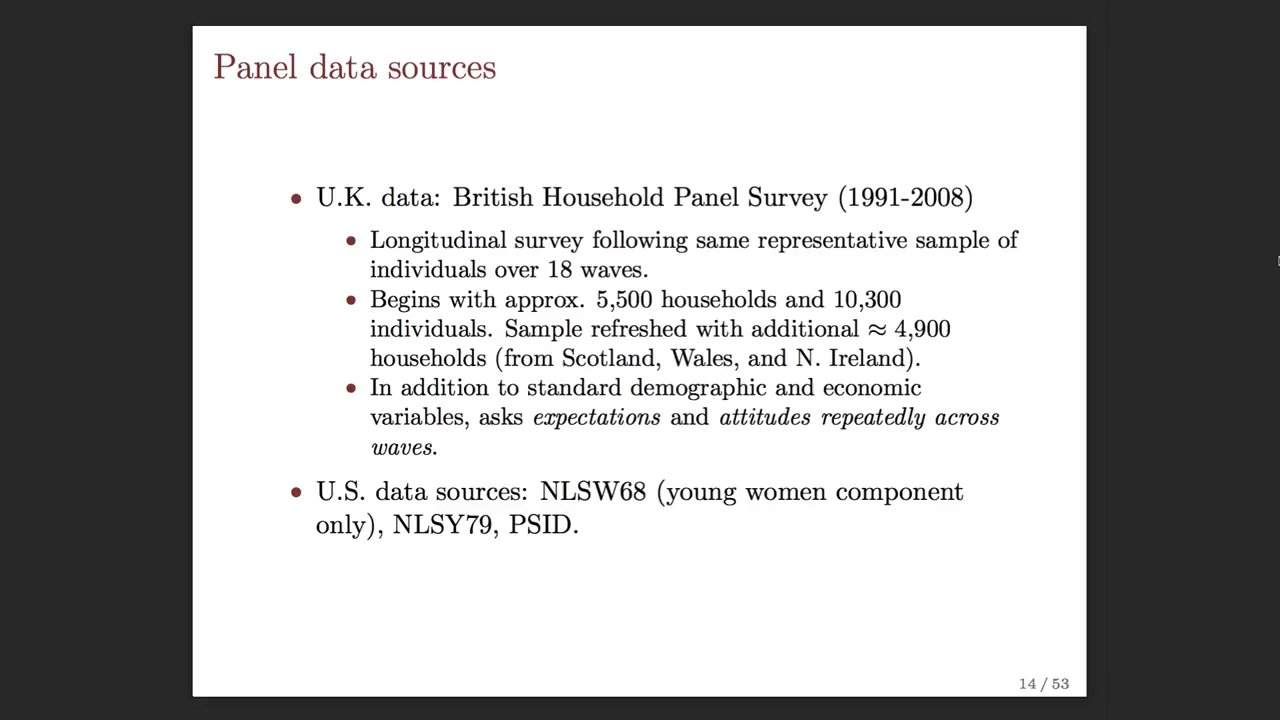 Panel data sources
• U.K. data: British Household Panel Survey (1991-2008)
• Longitudinal survey following same representative sample of
individuals over 18 waves.
• Begins with approx. 5,500 households and 10,300
individuals. Sample refreshed with additional ≈ 4,900
households (from Scotland, Wales, and N. Ireland).
• In addition to standard demographic and economic
variables, asks expectations and attitudes repeatedly across
waves.
• U.S. data sources: NLSW68 (young women component
only), NLSY79, PSID.
14 / 53